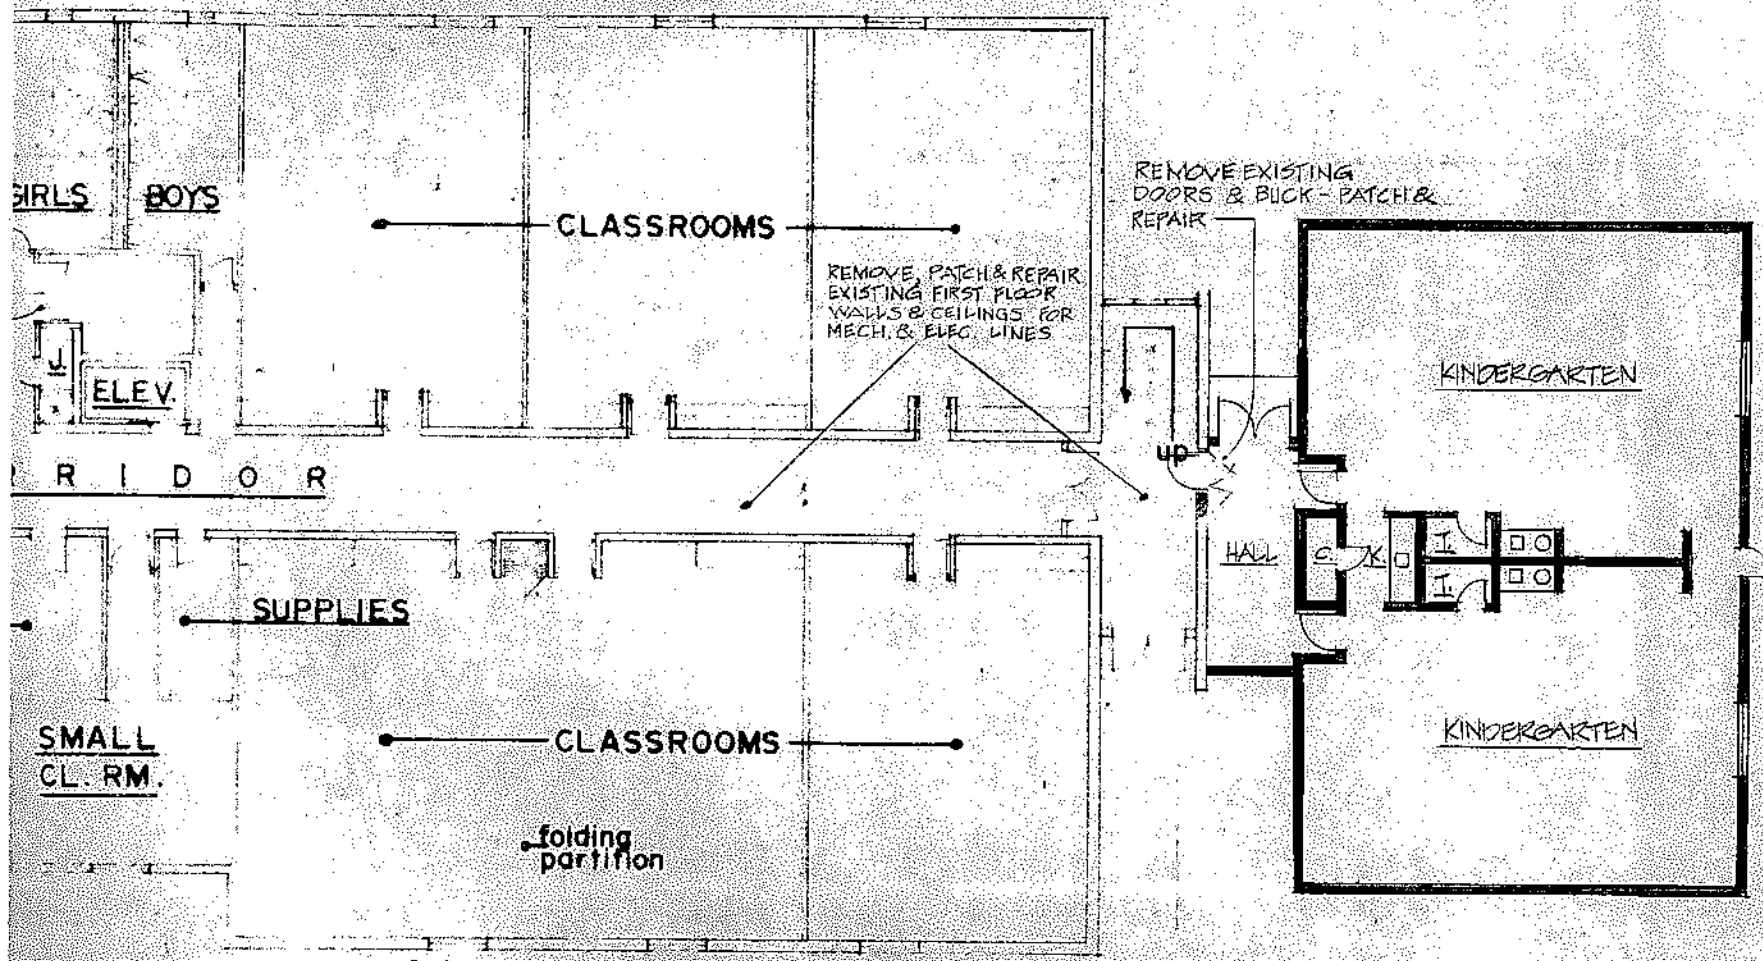 GIRLS
BOYS
CLASSROOMS
REMOVE EXISTING
DOORS & BUCK - PATCH &
REPAIR
REMOVE, PATCH & REPAIR
EXISTING FIRST FLOOR
WALLS & CEILINGS FOR
MECH. & ELEC. LINES
J
ELEV.
KINDERGARTEN
up
RRIDOR
HALL
C
K
T
T
SUPPLIES
SMALL
CL. RM.
CLASSROOMS
KINDERGARTEN
folding
partition